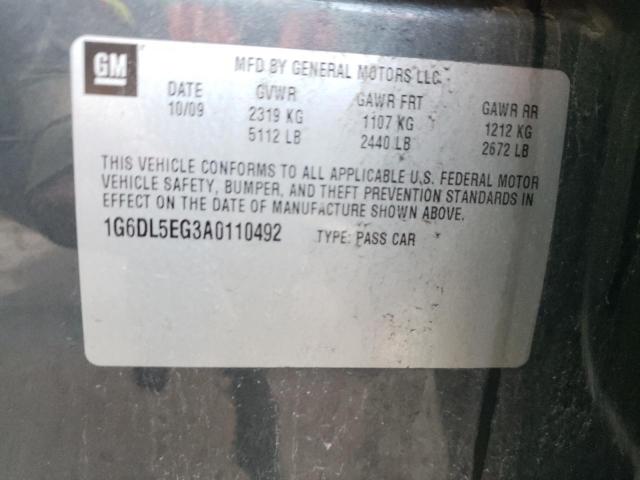 GM
MFD BY GENERAL MOTORS LLC
DATE GVWR GAWR FRT GAWR RR
10/09 2319 KG 1107 KG 1212 KG
5112 LB 2440 LB 2672 LB
THIS VEHICLE CONFORMS TO ALL APPLICABLE U.S. FEDERAL MOTOR
VEHICLE SAFETY, BUMPER, AND THEFT PREVENTION STANDARDS IN
EFFECT ON THE DATE OF MANUFACTURE SHOWN ABOVE.
1G6DL5EG3A0110492 TYPE: PASS CAR